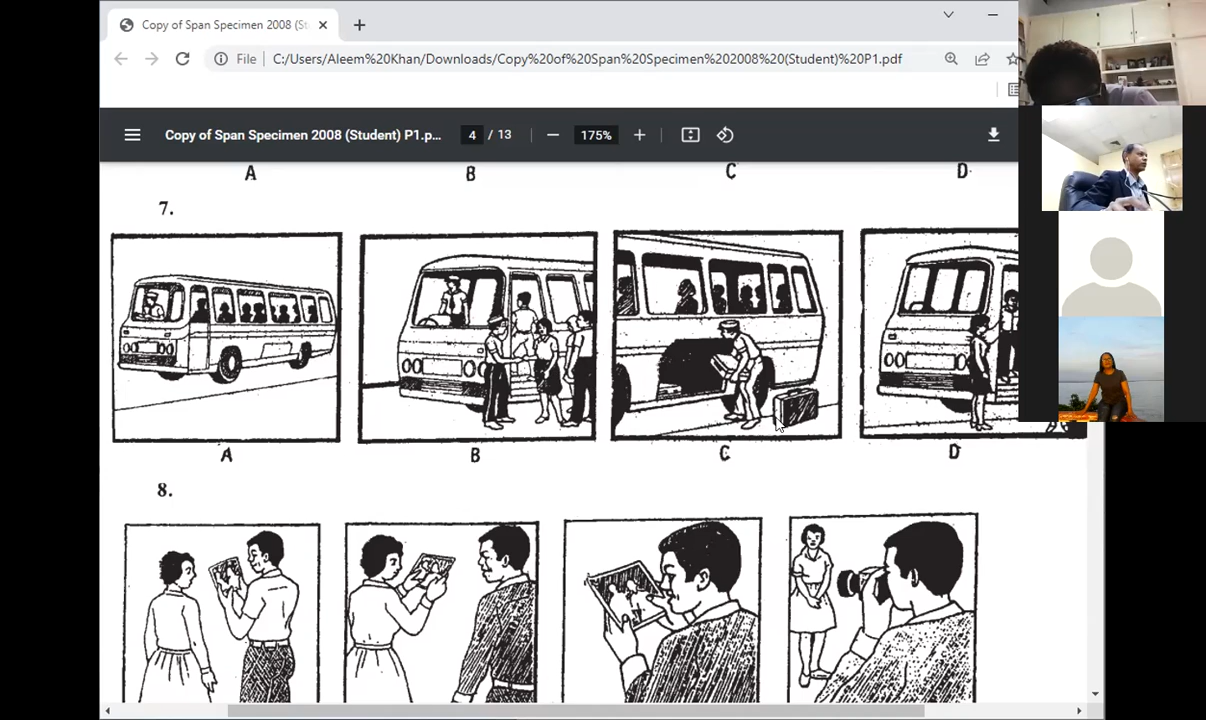 Copy of Span Specimen 2008 (St
File C:/Users/Aleem%20Khan/Downloads/Copy%20of%20Span%20Specimen%202008%20(Student)%20P1.pdf
Copy of Span Specimen 2008 (Student) P1.p... 4 / 13 175%
A B C D
7.
A B C D
8.